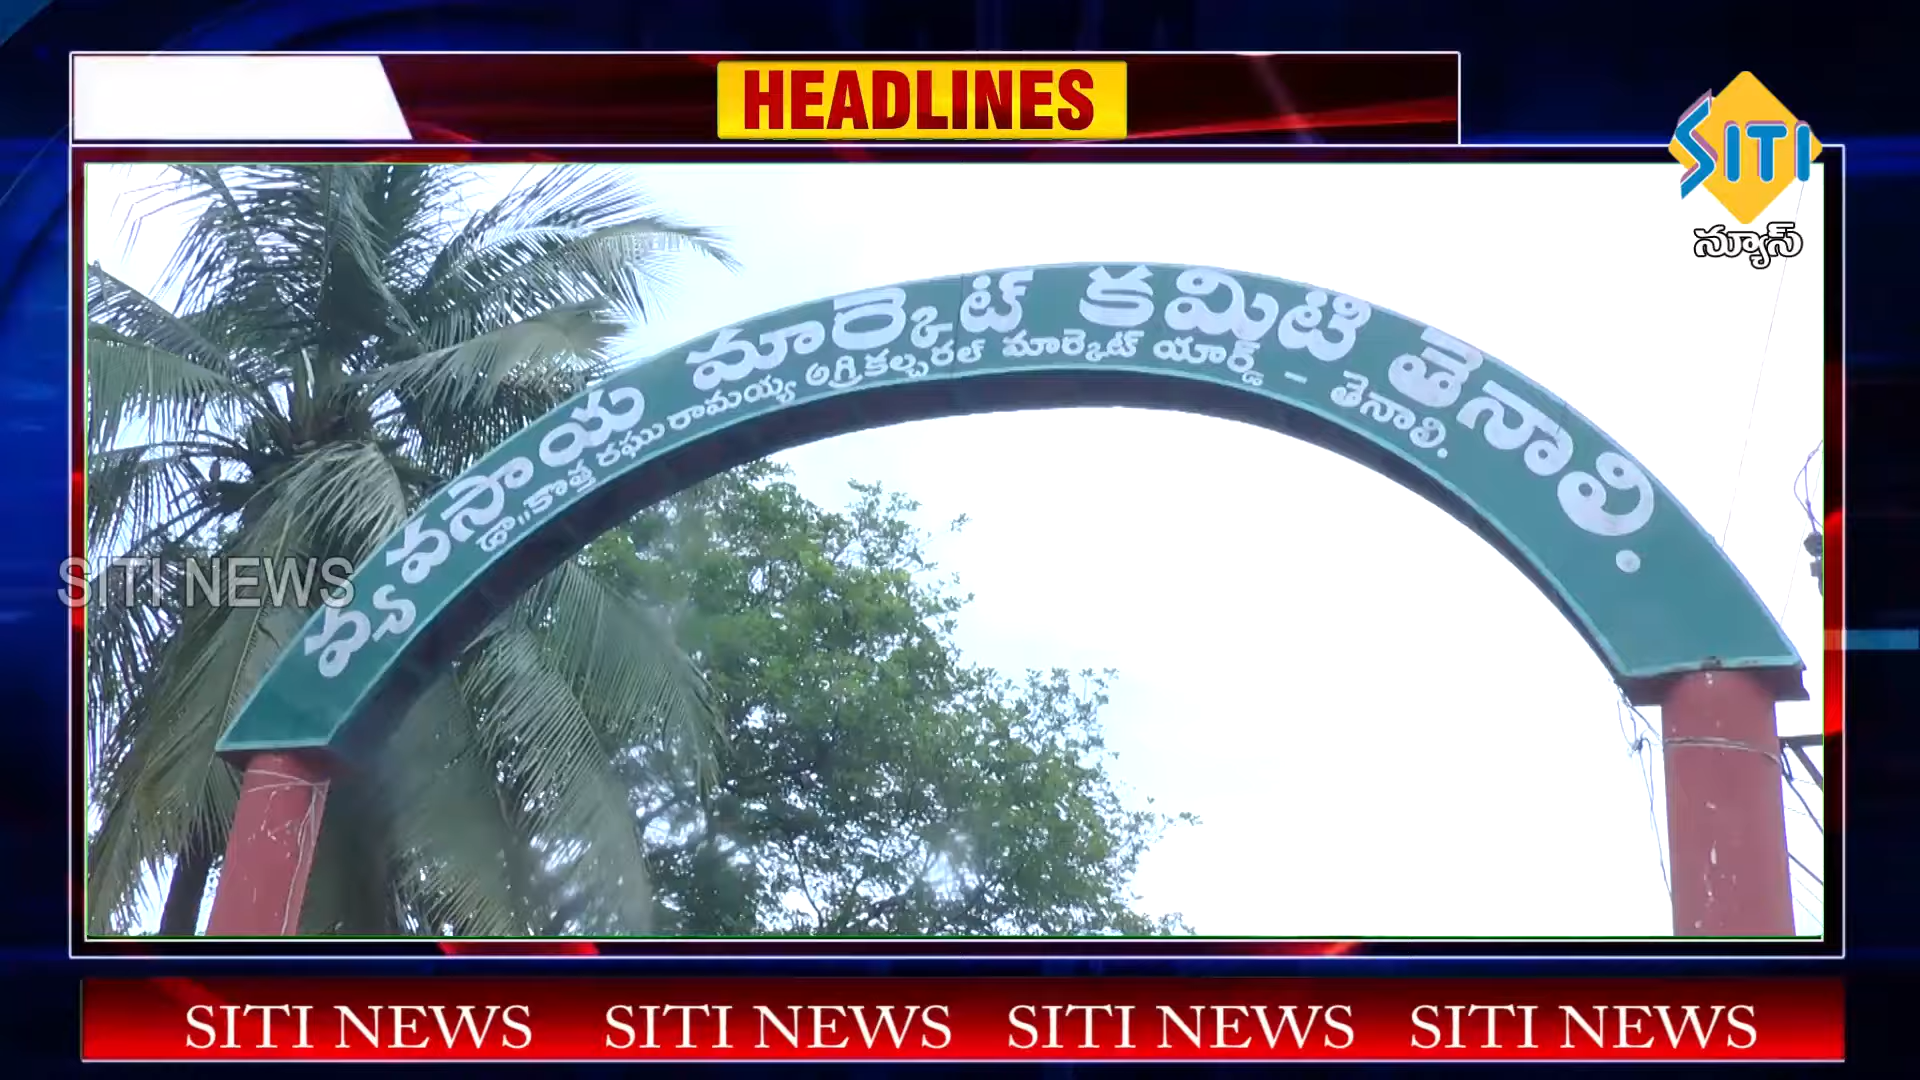 HEADLINES
SITI
న్యూస్
వ్యవసాయ మార్కెట్ కమిటి తెనాలి.
డా,,కొత్త రఘురామయ్య అగ్రికల్చరల్ మార్కెట్ యార్డ్ - తెనాలి.
SITI NEWS
SITI NEWS SITI NEWS SITI NEWS SITI NEWS